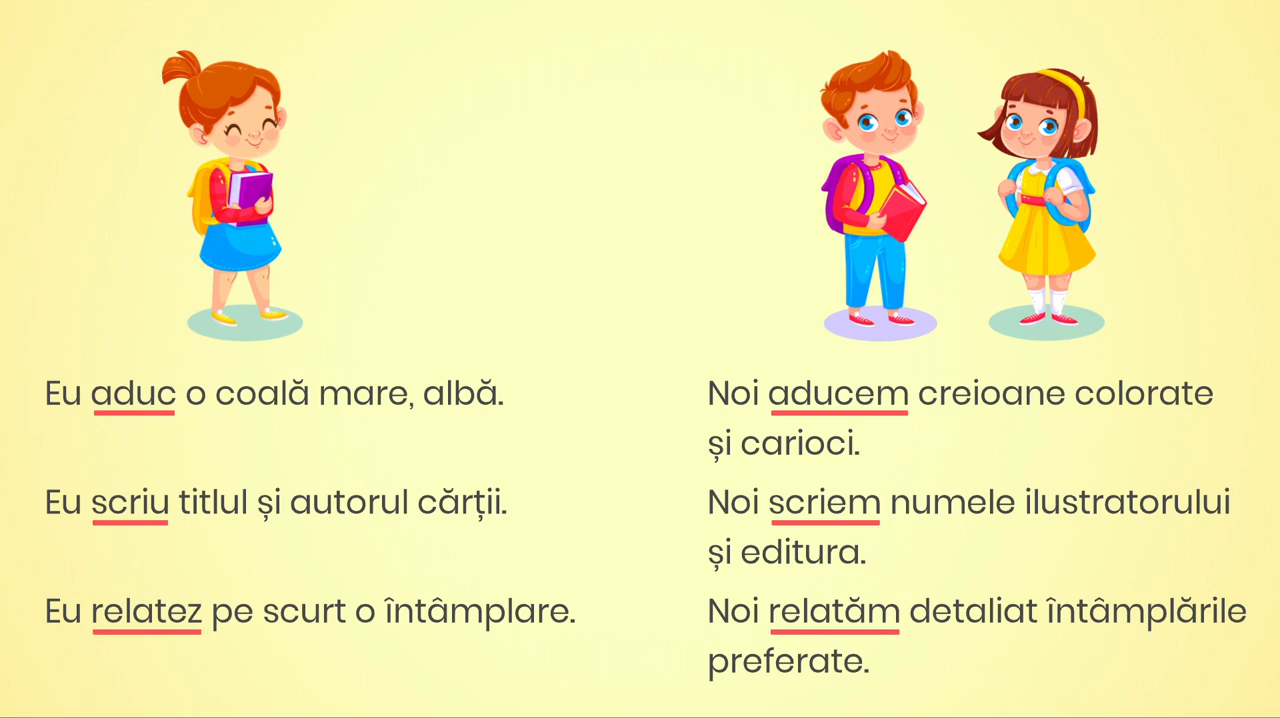 Eu aduc o coală mare, albă.
Eu scriu titlul și autorul cărții.
Eu relatez pe scurt o întâmplare.
Noi aducem creioane colorate
și carioci.
Noi scriem numele ilustratorului
și editura.
Noi relatăm detaliat întâmplările
preferate.